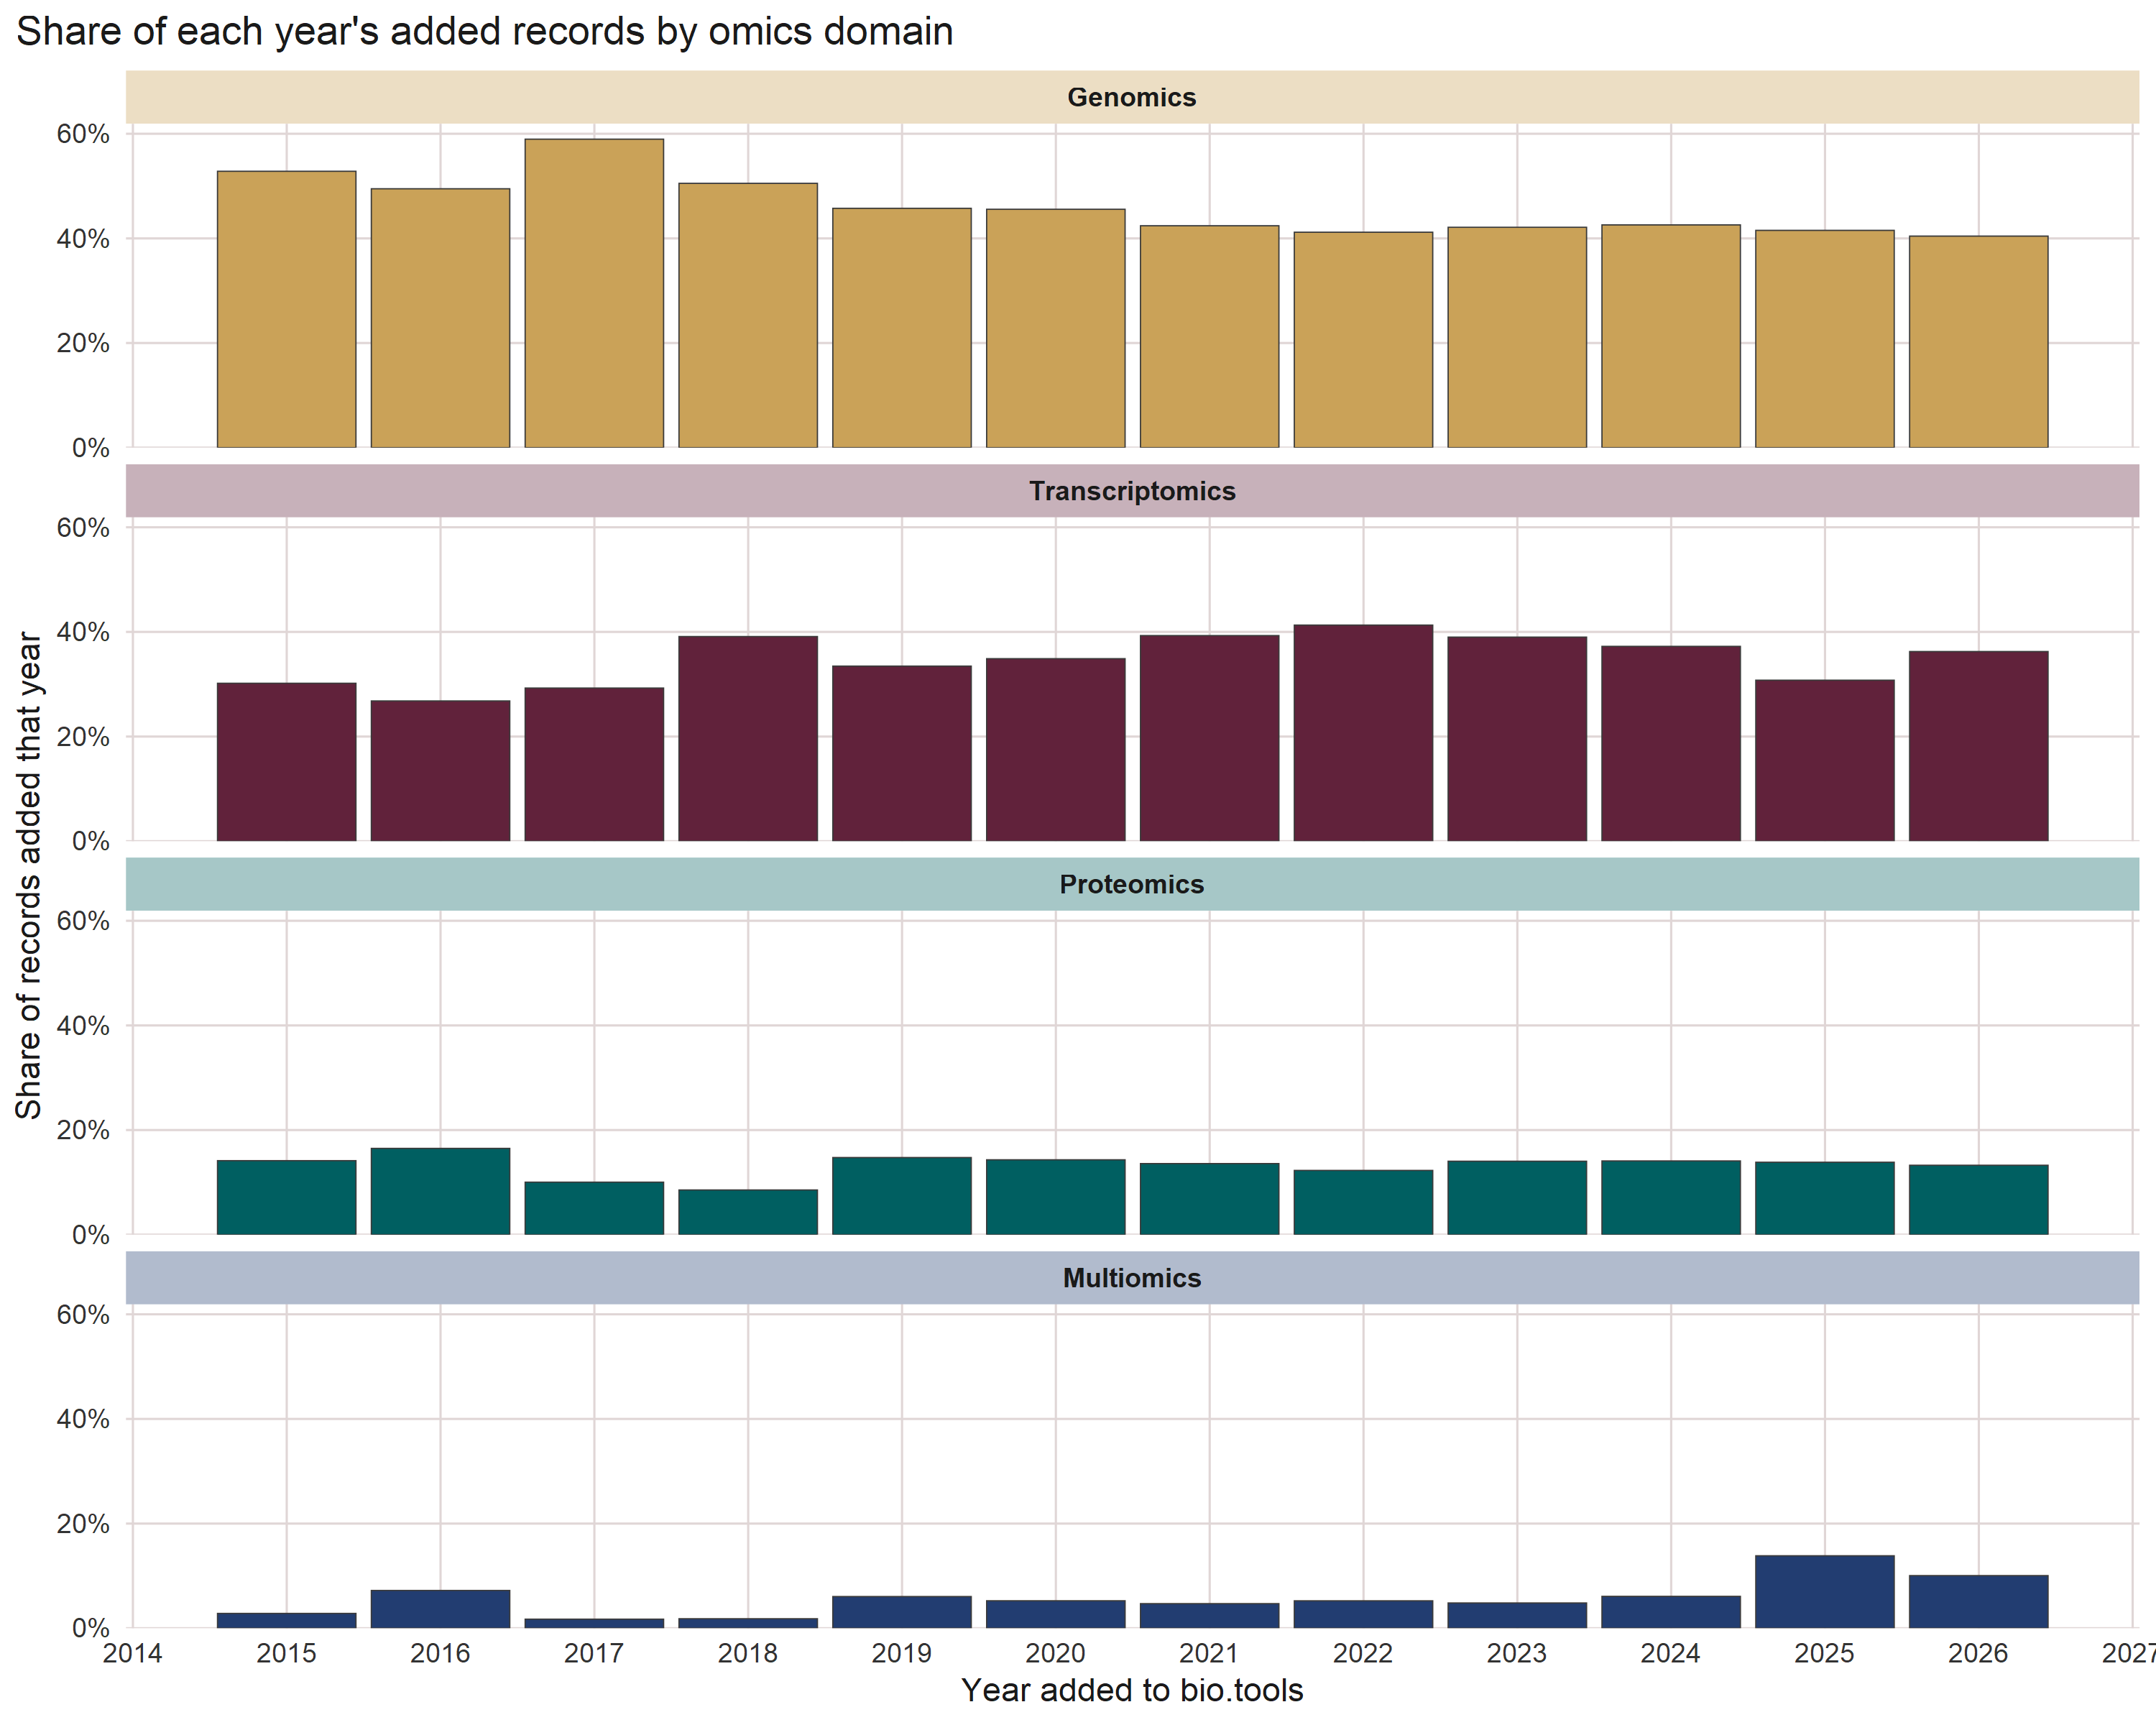 Share of each year's added records by omics domain
Genomics
60%
40%
20%
0%
Transcriptomics
60%
40%
20%
0%
Proteomics
60%
40%
20%
0%
Multiomics
60%
40%
20%
0%
2014 2015 2016 2017 2018 2019 2020 2021 2022 2023 2024 2025 2026 2027
Year added to bio.tools
Share of records added that year